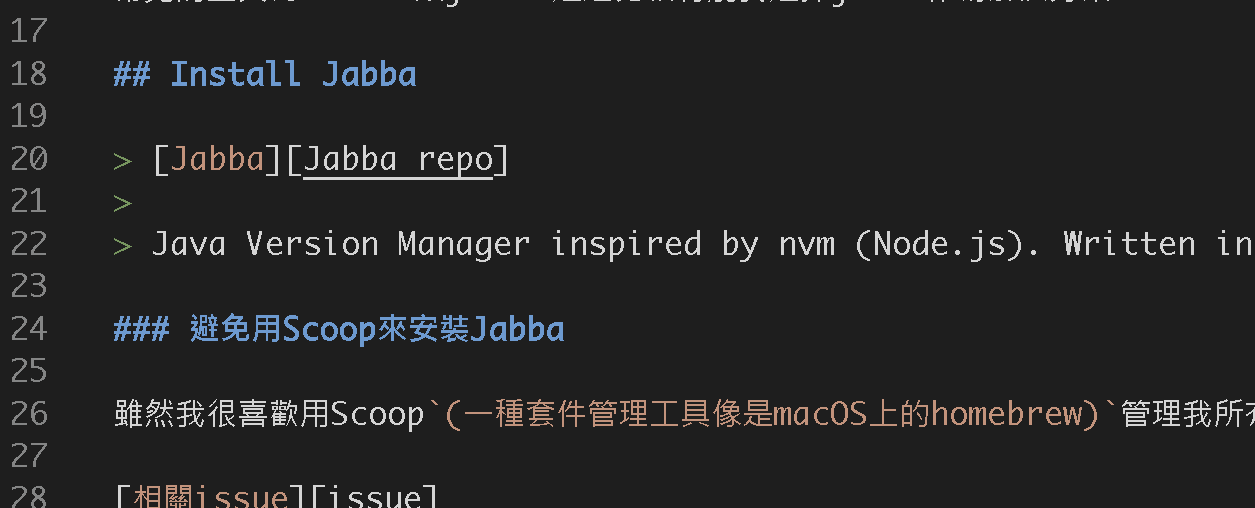 17
18 ## Install Jabba
19
20 > [Jabba][Jabba repo]
21 >
22 > Java Version Manager inspired by nvm (Node.js). Written in
23
24 ### 避免用Scoop來安裝Jabba
25
26 雖然我很喜歡用Scoop`(一種套件管理工具像是macOS上的homebrew)`管理我所有
27
28 [相關issue][issue]